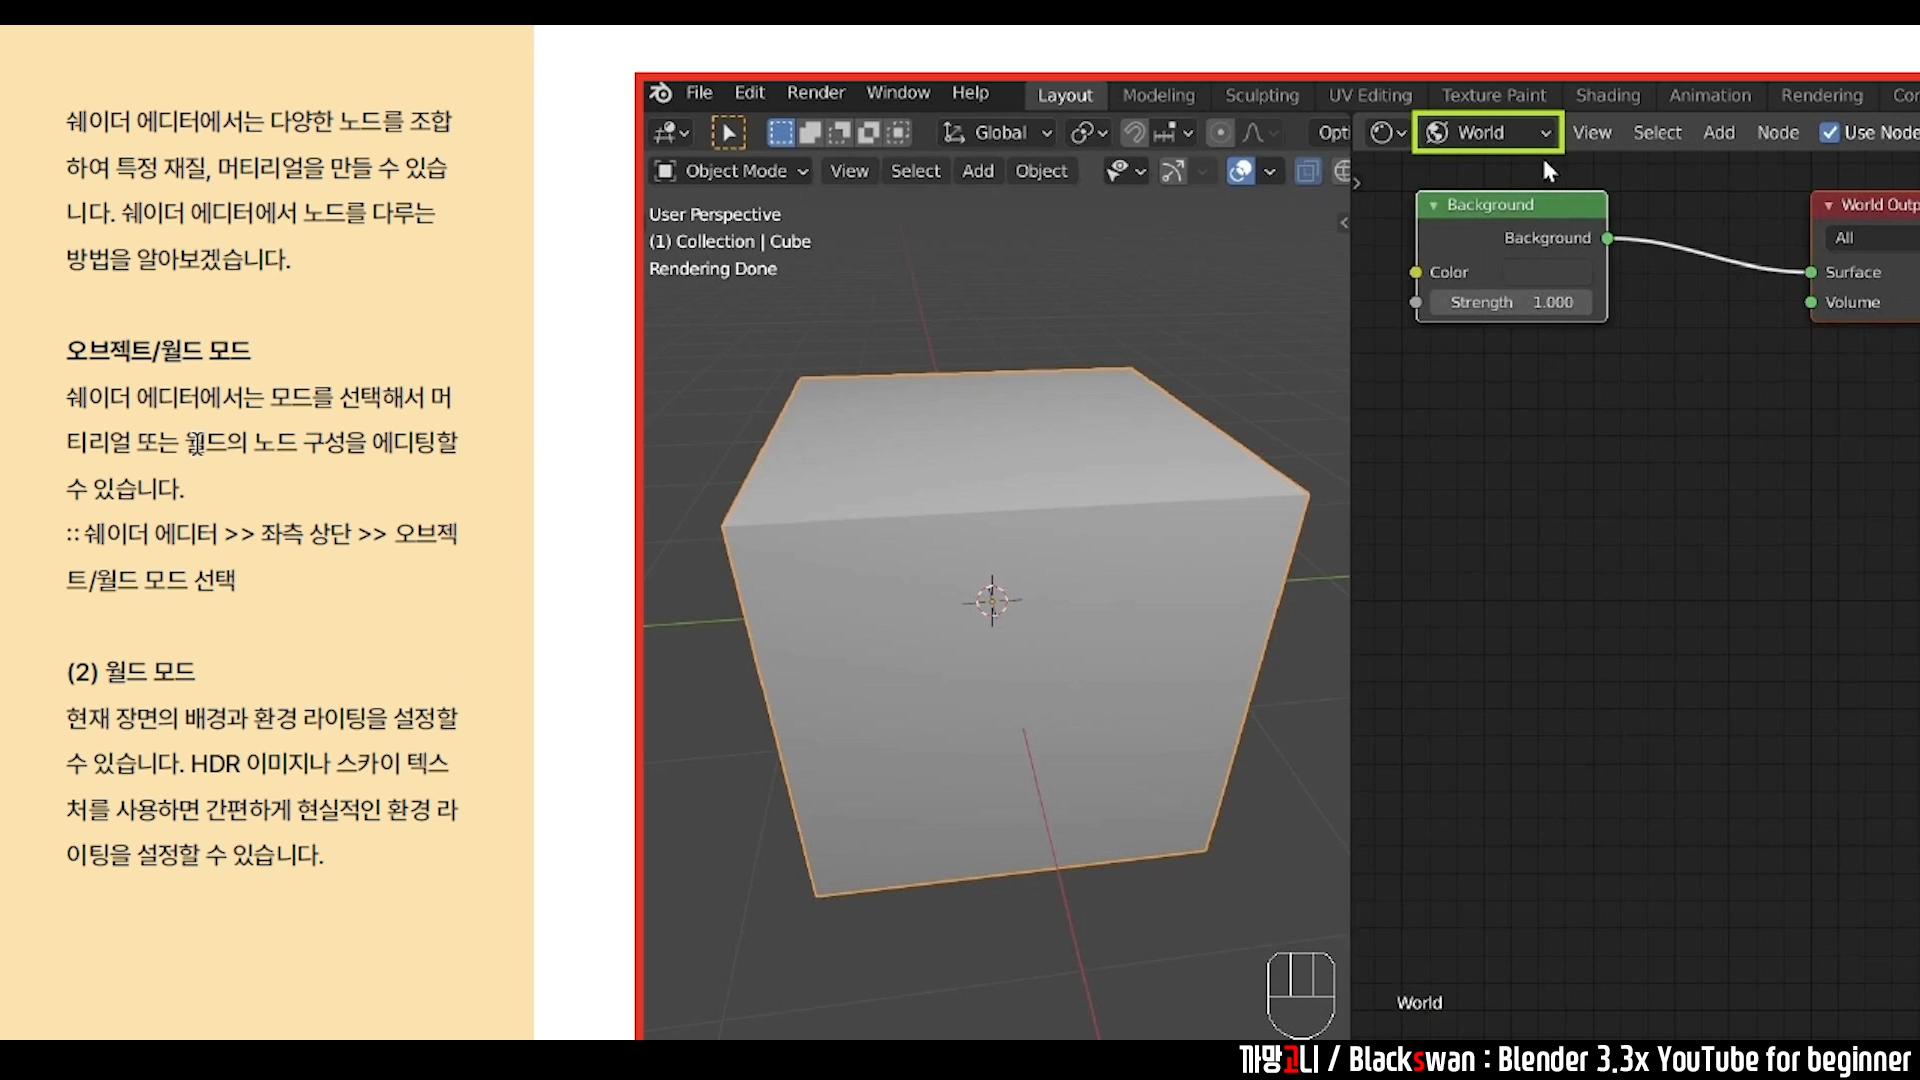 쉐이더 에디터에서는 다양한 노드를 조합
하여 특정 재질, 머티리얼을 만들 수 있습
니다. 쉐이더 에디터에서 노드를 다루는
방법을 알아보겠습니다.
오브젝트/월드 모드
쉐이더 에디터에서는 모드를 선택해서 머
티리얼 또는 월드의 노드 구성을 에디팅할
수 있습니다.
:: 쉐이더 에디터 >> 좌측 상단 >> 오브젝
트/월드 모드 선택
(2) 월드 모드
현재 장면의 배경과 환경 라이팅을 설정할
수 있습니다. HDR 이미지나 스카이 텍스
처를 사용하면 간편하게 현실적인 환경 라
이팅을 설정할 수 있습니다.
File Edit Render Window Help Layout Modeling Sculpting UV Editing Texture Paint Shading Animation Rendering Co
Global Opti World View Select Add Node Use Node
Object Mode View Select Add Object
User Perspective
(1) Collection | Cube
Rendering Done
Background
Background
Color
Strength 1.000
World Outp
All
Surface
Volume
World
까망고니 / Blackswan : Blender 3.3x YouTube for beginner